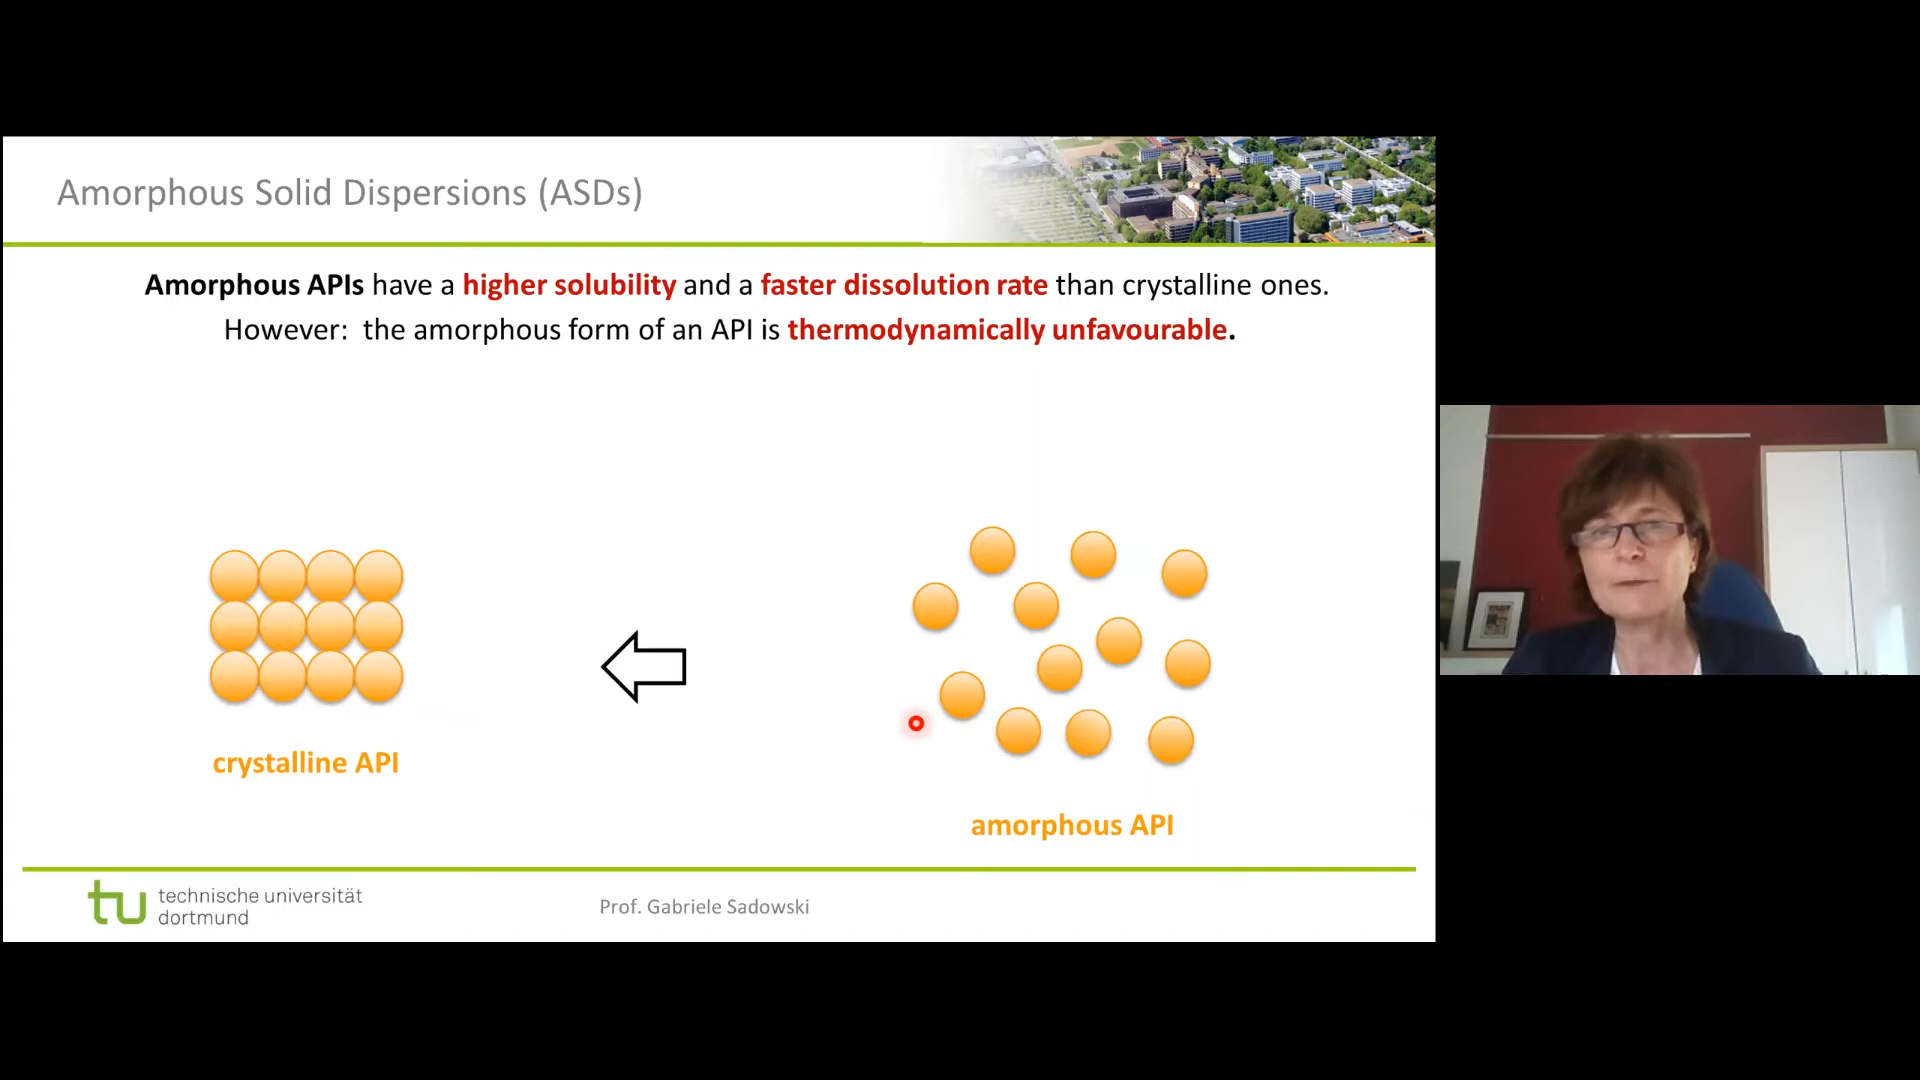 Amorphous Solid Dispersions (ASDs)
Amorphous APIs have a higher solubility and a faster dissolution rate than crystalline ones.
However: the amorphous form of an API is thermodynamically unfavourable.
crystalline API
amorphous API
tu technische universität
dortmund
Prof. Gabriele Sadowski